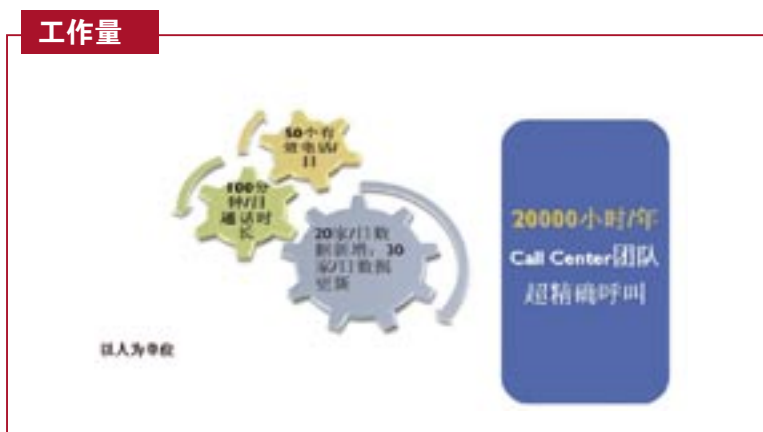 工作量
50个有
效电话/
日
100分
钟/日
通话时
长
20家/日数
据新增，30
家/日数据
更新
以人为单位
20000小时/年
Call Center团队
超精确呼叫